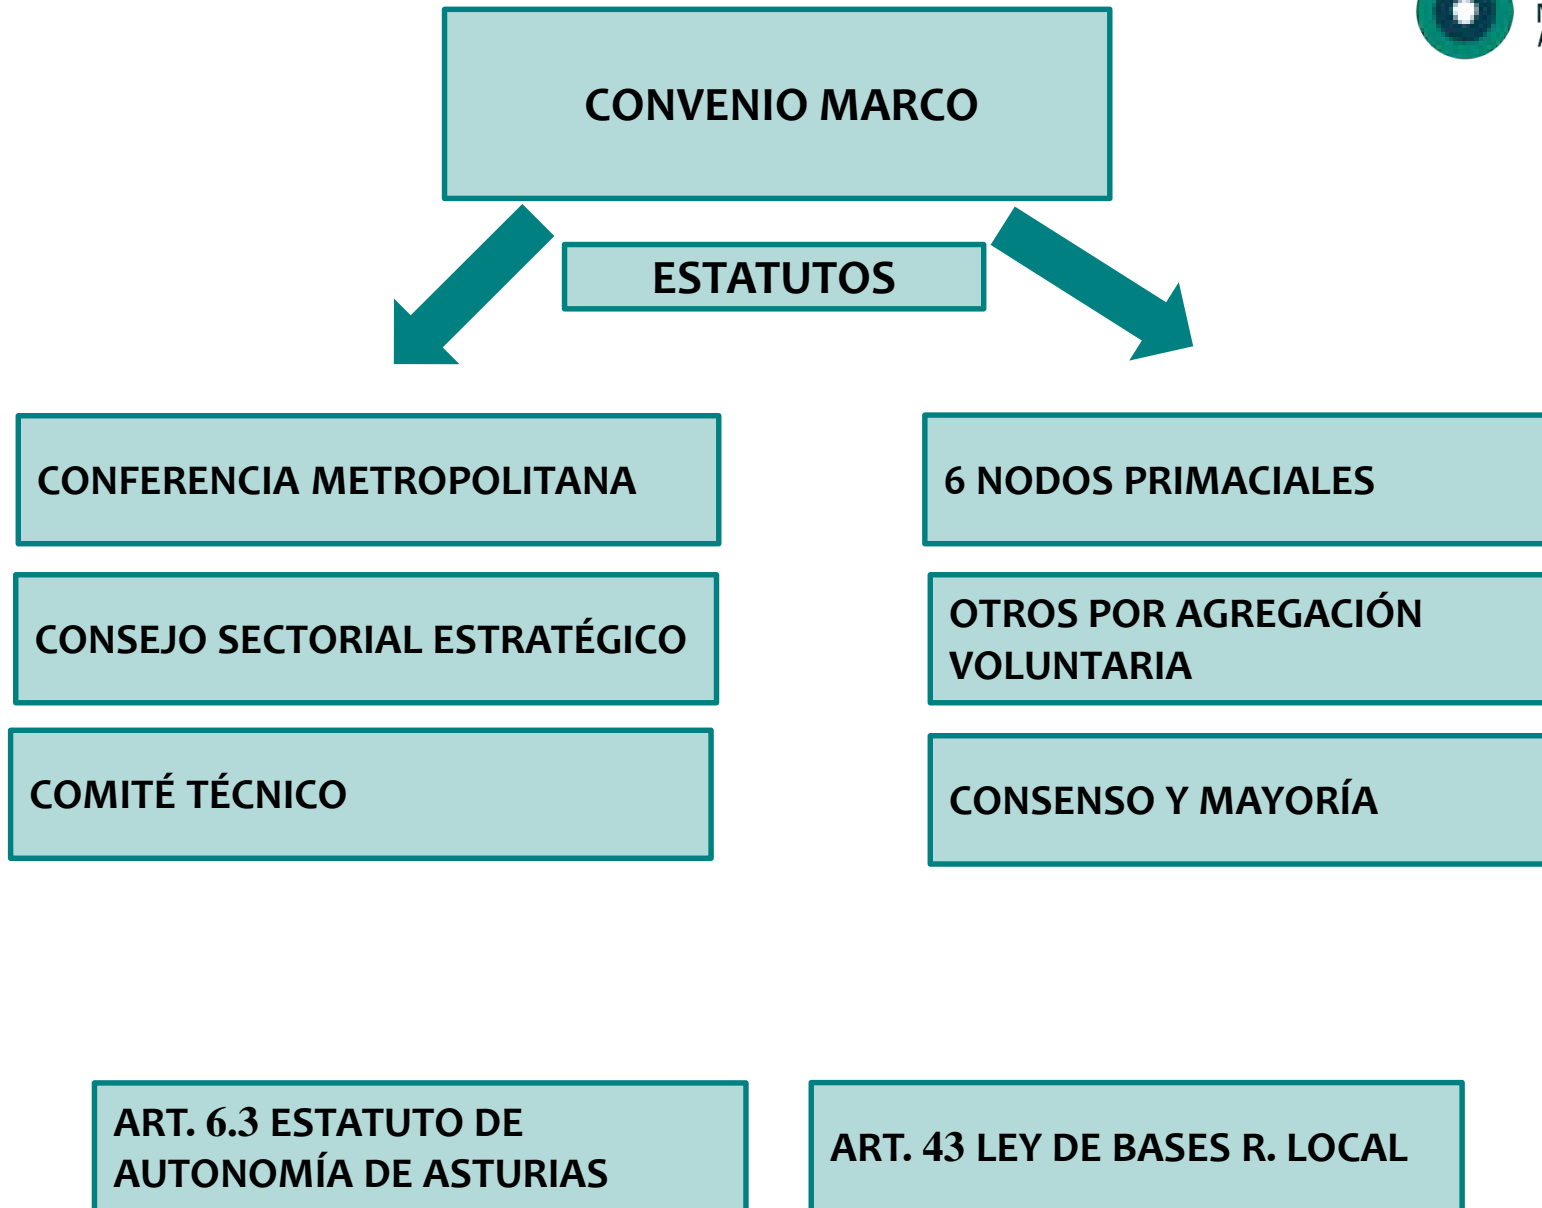 CONVENIO MARCO
ESTATUTOS
CONFERENCIA METROPOLITANA
CONSEJO SECTORIAL ESTRATÉGICO
COMITÉ TÉCNICO
6 NODOS PRIMACIALES
OTROS POR AGREGACIÓN
VOLUNTARIA
CONSENSO Y MAYORÍA
ART. 6.3 ESTATUTO DE
AUTONOMÍA DE ASTURIAS
ART. 43 LEY DE BASES R. LOCAL